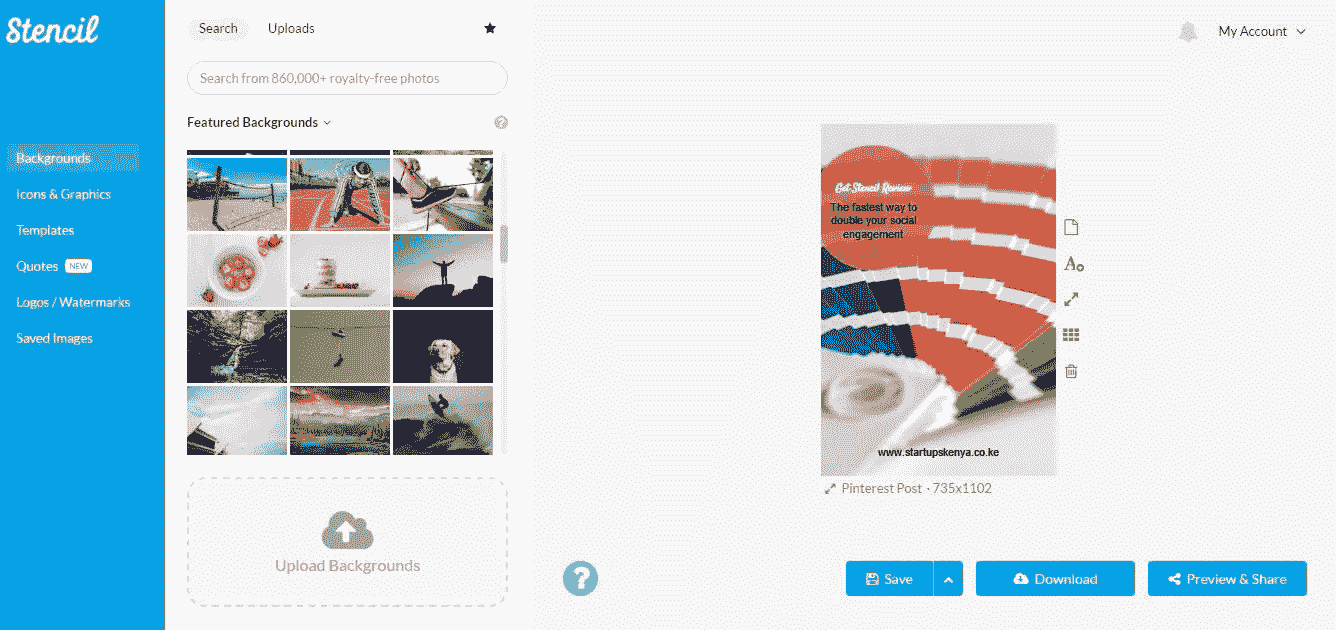 Stencil
Backgrounds
Icons & Graphics
Templates
Quotes NEW
Logos / Watermarks
Saved Images
Search Uploads
Search from 860,000+ royalty-free photos
Featured Backgrounds
?
Upload Backgrounds
My Account
Get Stencil Review
The fastest way to
double your social
engagement
www.startupskenya.co.ke
A
Pinterest Post · 735x1102
?
Save
Download
Preview & Share